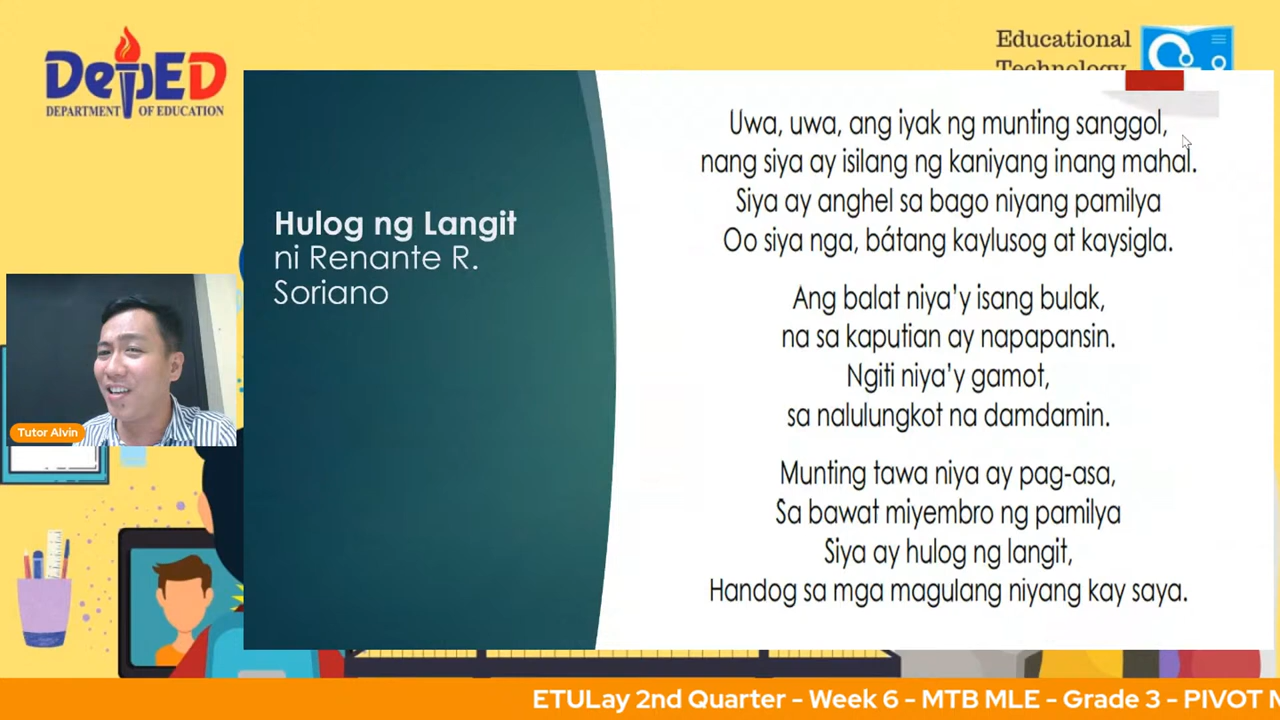 DepED
DEPARTMENT OF EDUCATION
Educational
Technology
Hulog ng Langit
ni Renante R.
Soriano
Uwa, uwa, ang iyak ng munting sanggol,
nang siya ay isilang ng kaniyang inang mahal.
Siya ay anghel sa bago niyang pamilya
Oo siya nga, bátang kaylusog at kaysigla.
Ang balat niya’y isang bulak,
na sa kaputian ay napapansin.
Ngiti niya’y gamot,
sa nalulungkot na damdamin.
Munting tawa niya ay pag-asa,
Sa bawat miyembro ng pamilya
Siya ay hulog ng langit,
Handog sa mga magulang niyang kay saya.
Tutor Alvin
ETULay 2nd Quarter - Week 6 - MTB MLE - Grade 3 - PIVOT